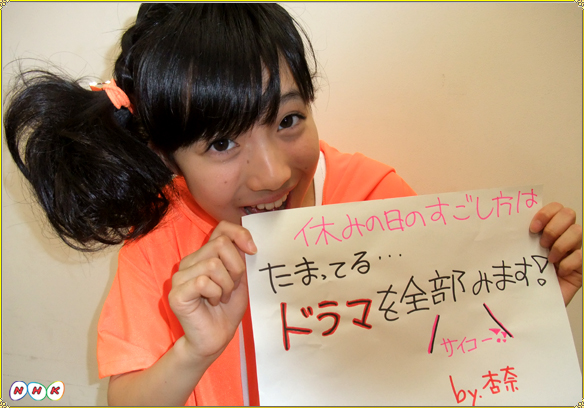 休みの日のすごし方は
たまってる…
ドラマを全部みます!
サイコー
by.杏奈
NHK